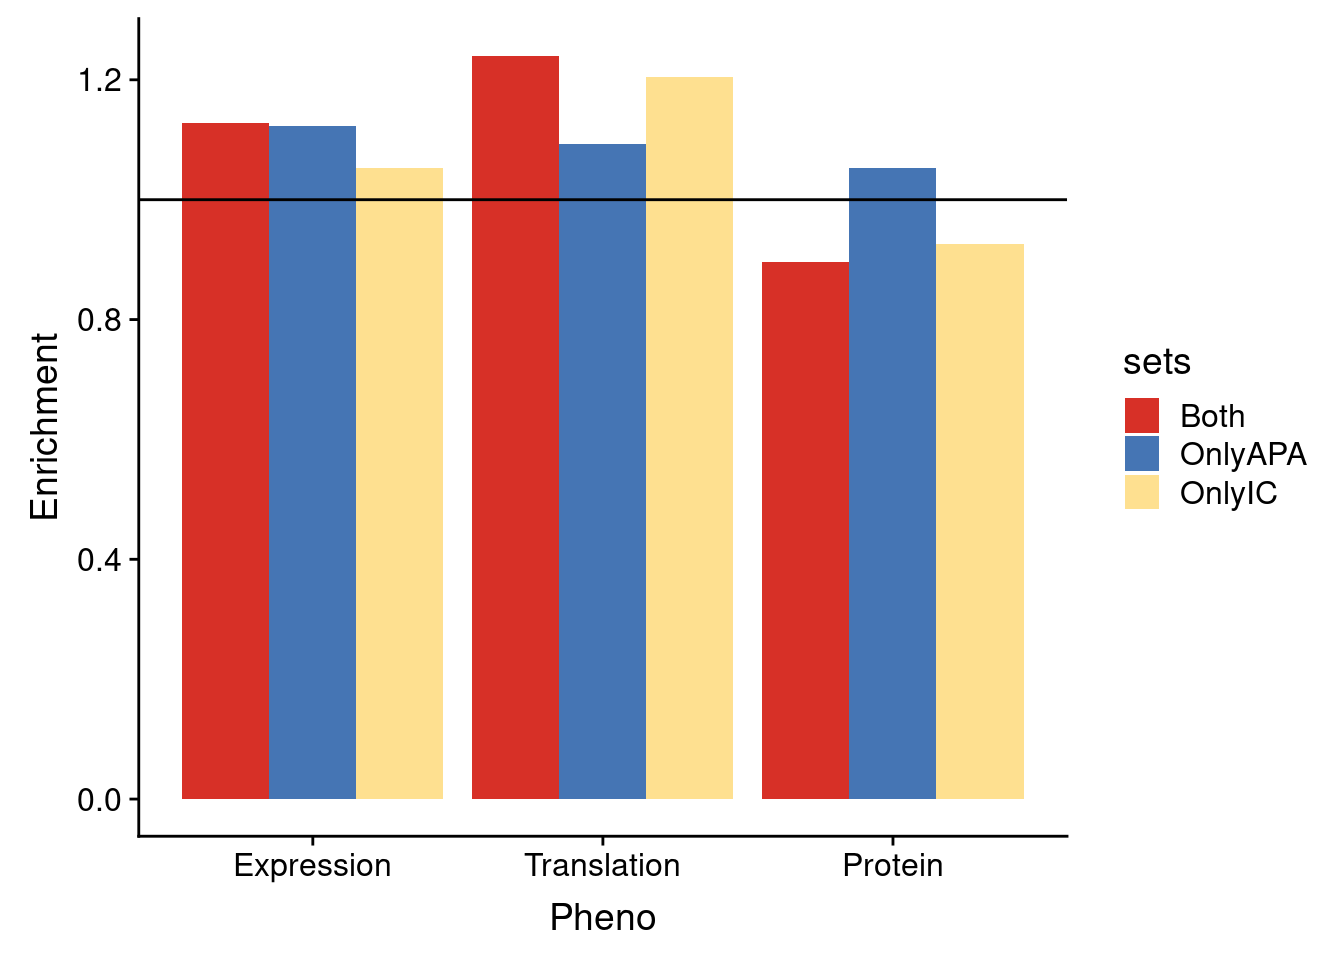 Enrichment
1.2
0.8
0.4
0.0
Expression
Translation
Protein
Pheno
sets
Both
OnlyAPA
OnlyIC